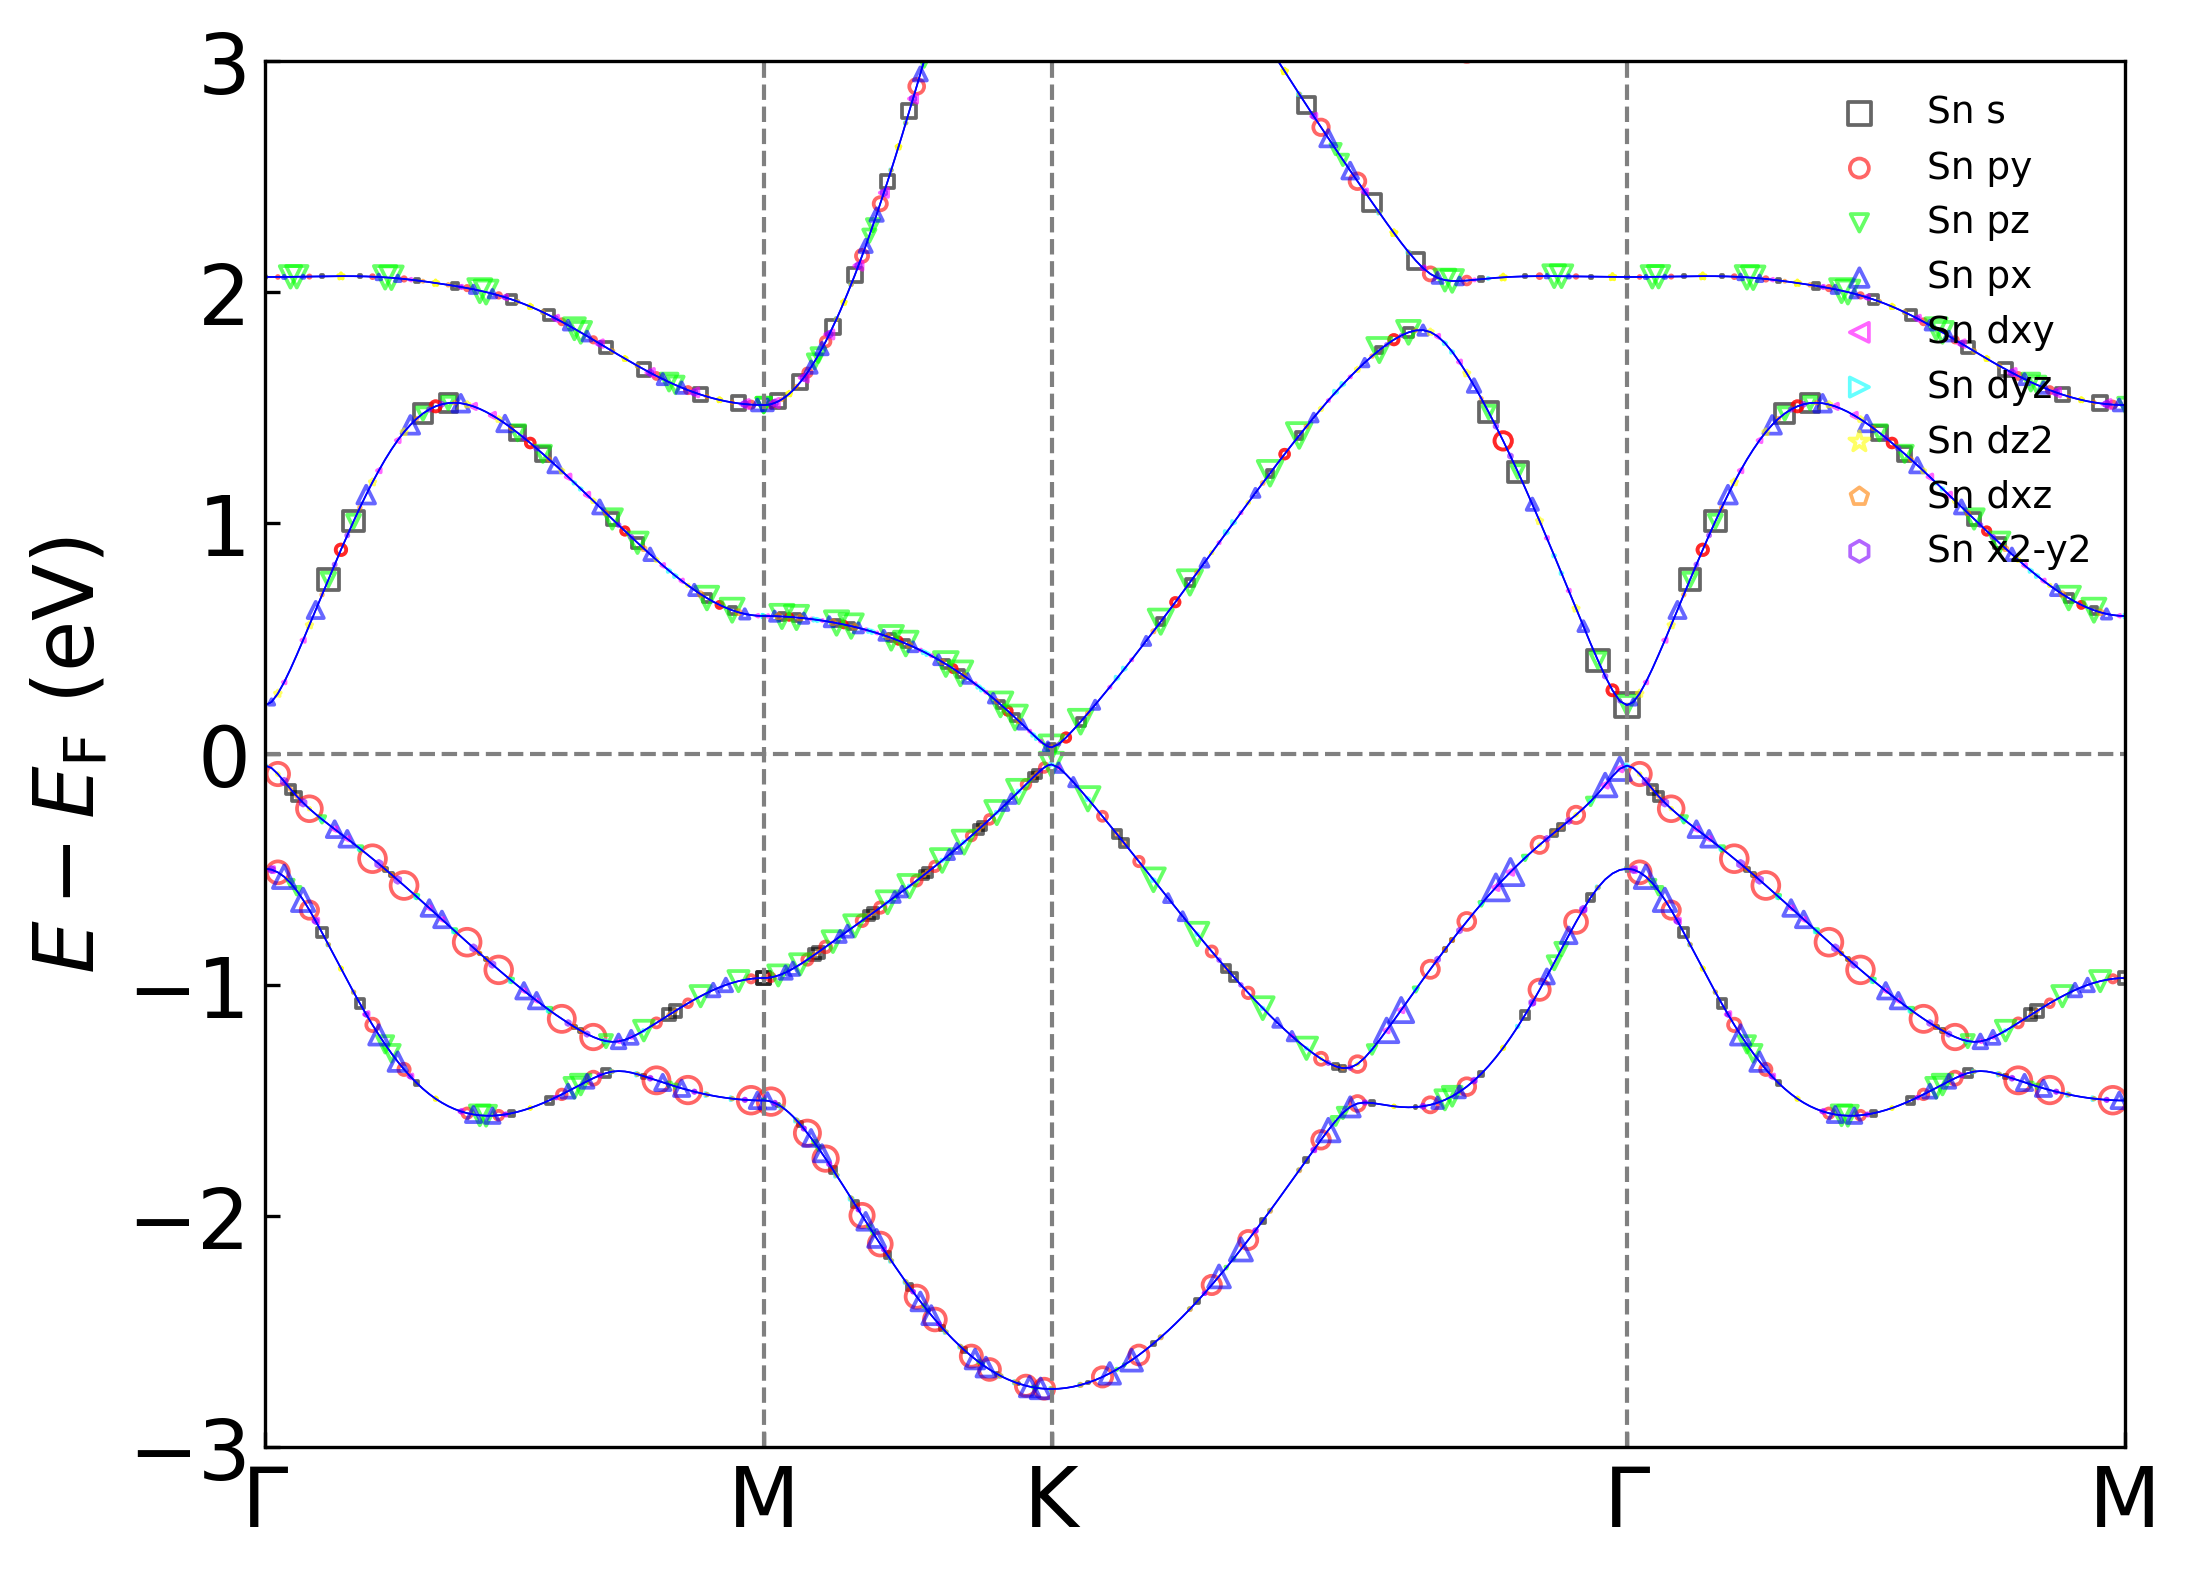 3
2
1
0
−1
−2
−3
E − E_F (eV)
Γ M K Γ M
Sn s
Sn py
Sn pz
Sn px
Sn dxy
Sn dyz
Sn dz2
Sn dxz
Sn x2-y2